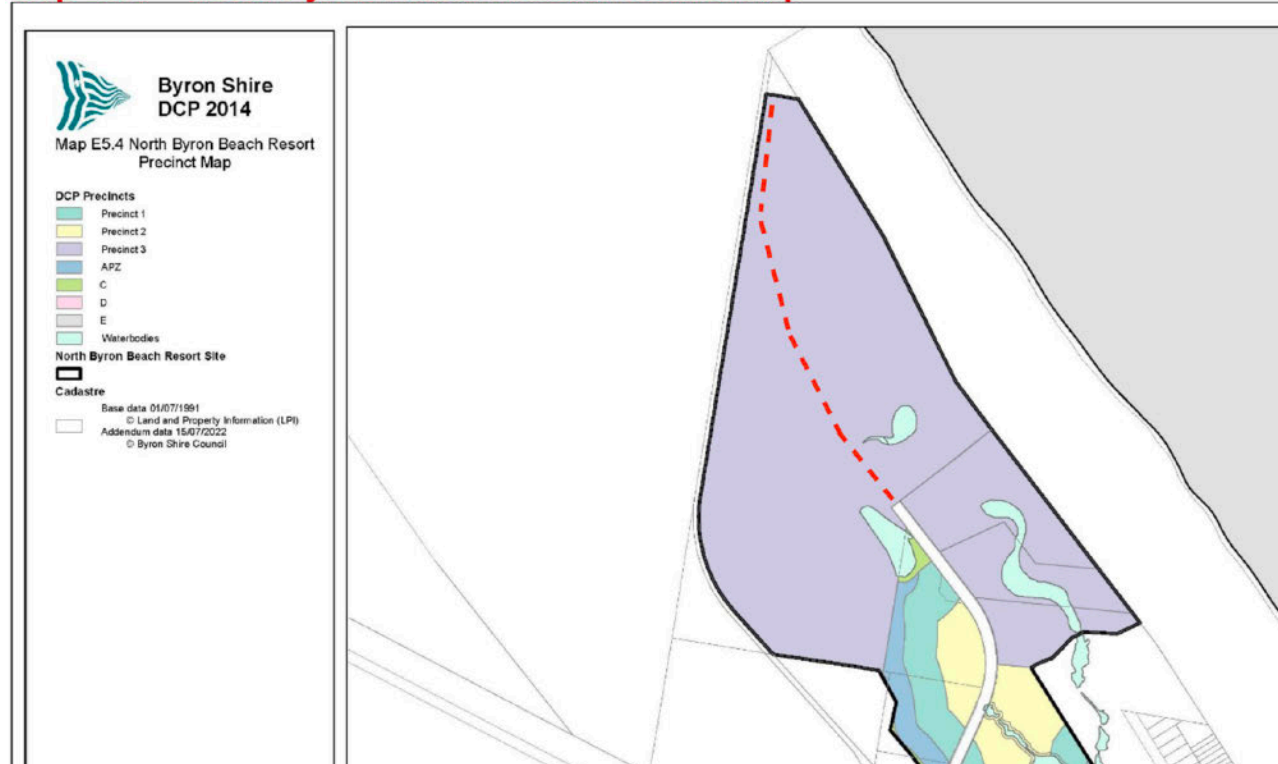 Byron Shire
DCP 2014
Map E5.4 North Byron Beach Resort
Precinct Map
DCP Precincts
Precinct 1
Precinct 2
Precinct 3
APZ
C
D
E
Waterbodies
North Byron Beach Resort Site
Cadastre
Base data 01/07/1991
© Land and Property Information (LPI)
Addendum data 15/07/2022
© Byron Shire Council